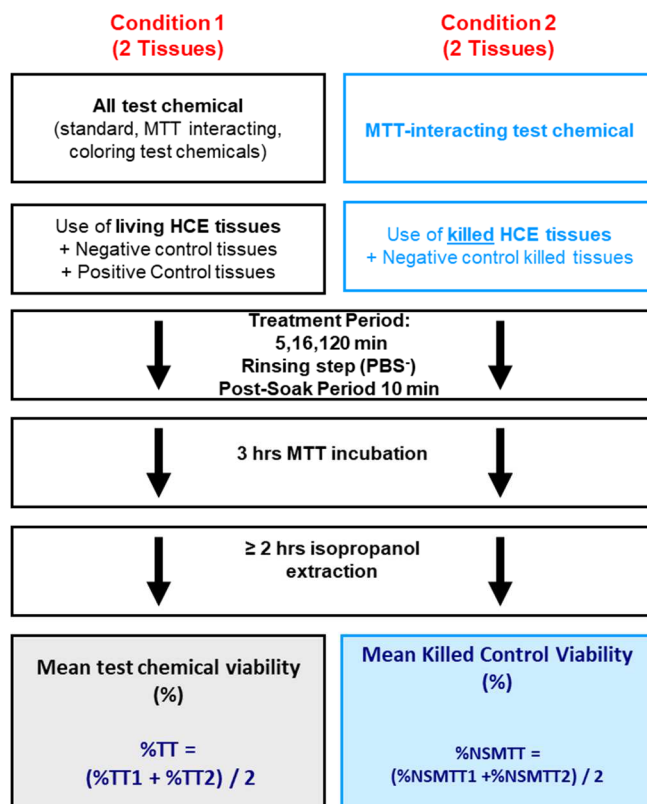 Condition 1
(2 Tissues)
Condition 2
(2 Tissues)
All test chemical
(standard, MTT interacting,
coloring test chemicals)
MTT-interacting test chemical
Use of living HCE tissues
+ Negative control tissues
+ Positive Control tissues
Use of killed HCE tissues
+ Negative control killed tissues
Treatment Period:
5,16,120 min
Rinsing step (PBS⁻)
Post-Soak Period 10 min
3 hrs MTT incubation
≥ 2 hrs isopropanol
extraction
Mean test chemical viability
(%)
%TT =
(%TT1 + %TT2) / 2
Mean Killed Control Viability
(%)
%NSMTT =
(%NSMTT1 +%NSMTT2) / 2